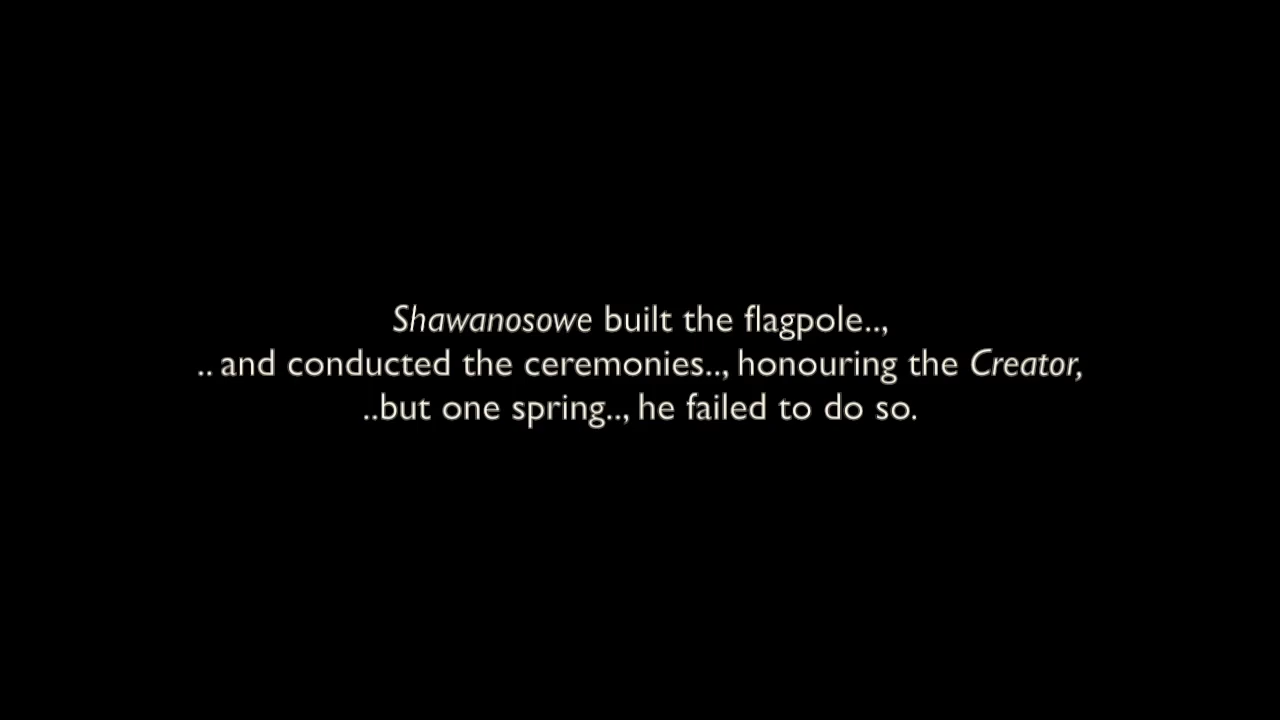 Shawanosowe built the flagpole..,
.. and conducted the ceremonies.., honouring the Creator,
..but one spring.., he failed to do so.